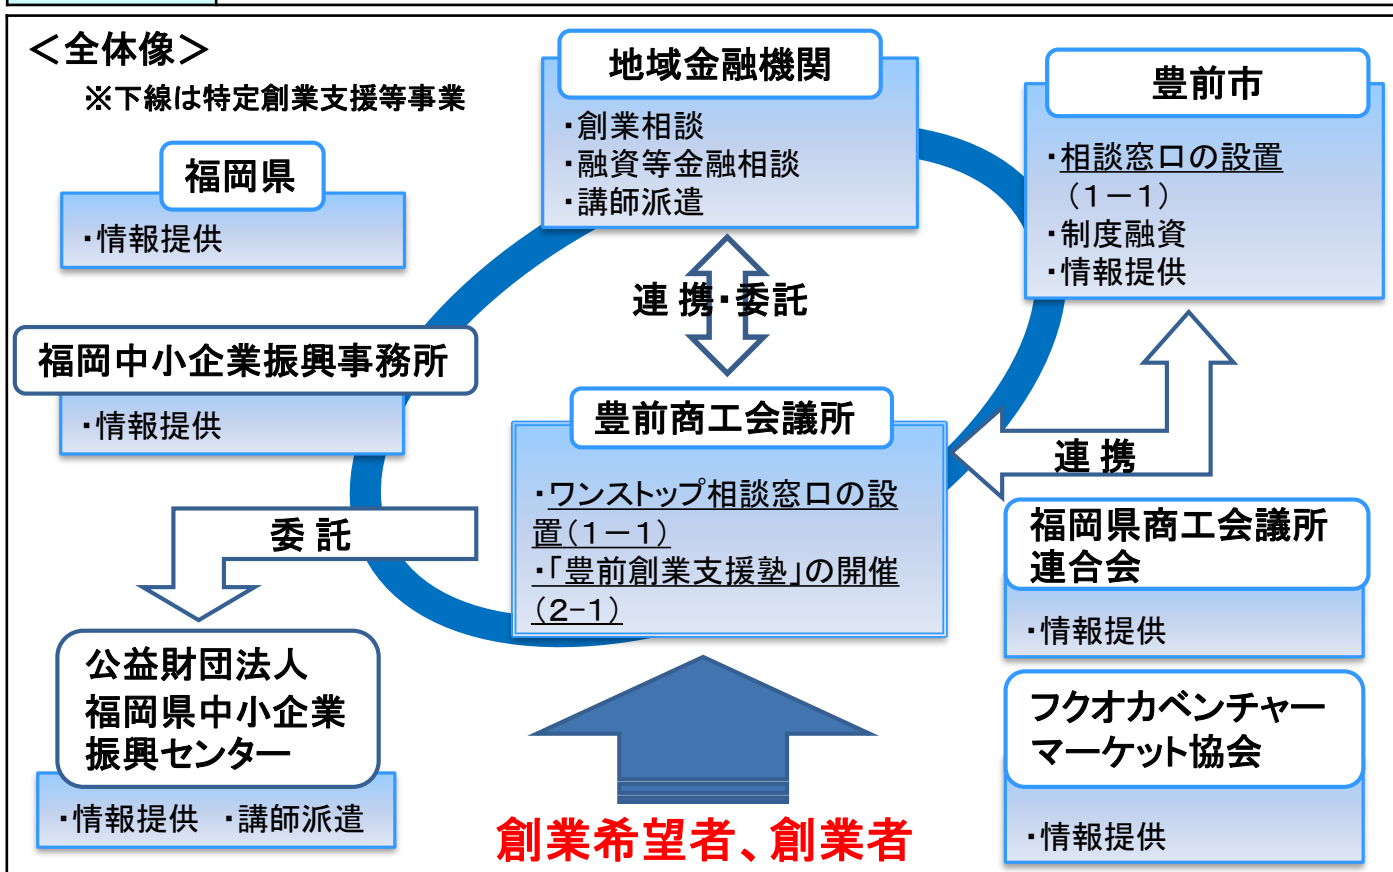 ＜全体像＞
※下線は特定創業支援等事業
地域金融機関
・創業相談
・融資等金融相談
・講師派遣
豊前市
・相談窓口の設置
（１－１）
・制度融資
・情報提供
福岡県
・情報提供
連 携・委託
福岡中小企業振興事務所
・情報提供
豊前商工会議所
・ワンストップ相談窓口の設
置（１－１）
・「豊前創業支援塾」の開催
（2-1）
連 携
委 託
福岡県商工会議所
連合会
・情報提供
公益財団法人
福岡県中小企業
振興センター
・情報提供　・講師派遣
フクオカベンチャー
マーケット協会
・情報提供
創業希望者、創業者